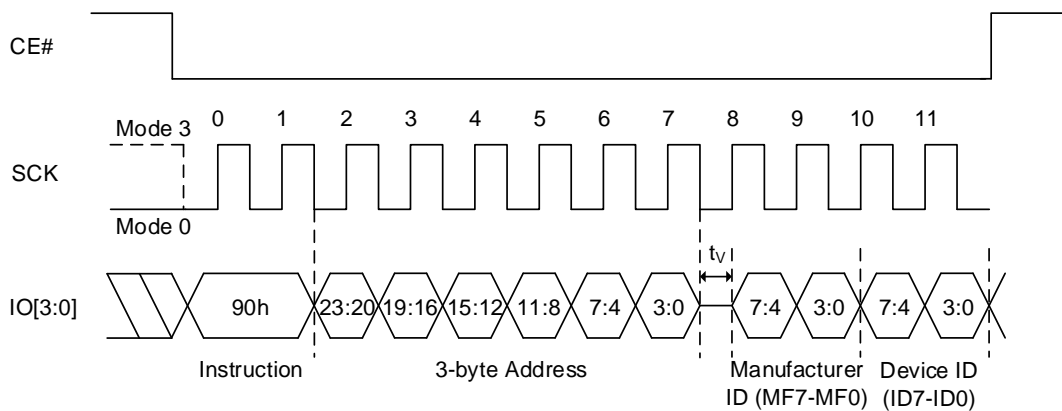 CE#
Mode 3
0 1 2 3 4 5 6 7 8 9 10 11
SCK
Mode 0
tV
IO[3:0]
90h 23:20 19:16 15:12 11:8 7:4 3:0 7:4 3:0 7:4 3:0
Instruction
3-byte Address
Manufacturer
ID (MF7-MF0)
Device ID
(ID7-ID0)